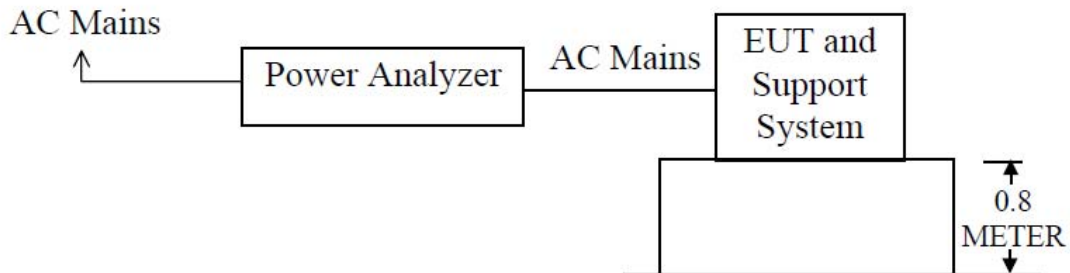 AC Mains
Power Analyzer
AC Mains
EUT and
Support
System
0.8
METER